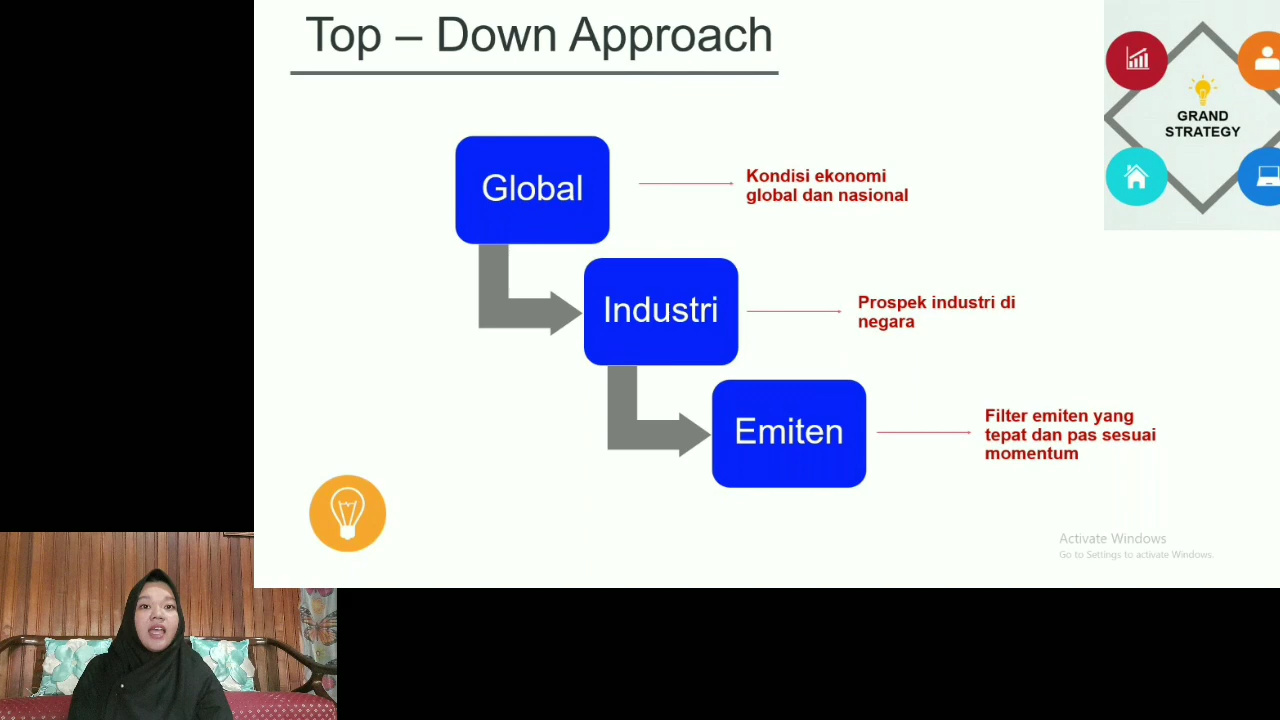 Top – Down Approach
GRAND
STRATEGY
Global
Kondisi ekonomi
global dan nasional
Industri
Prospek industri di
negara
Emiten
Filter emiten yang
tepat dan pas sesuai
momentum
Activate Windows
Go to Settings to activate Windows.